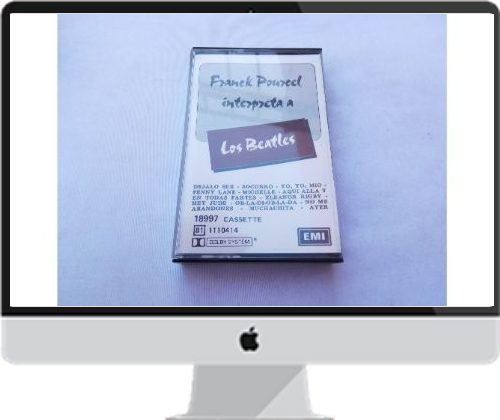 Franck Pourcel
interpreta a
Los Beatles
DEJALO SER - SOCORRO - YO, YO, MIO -
PENNY LANE - MICHELLE - AQUI ALLA Y
EN TODAS PARTES - ELEANOR RIGBY -
HEY JUDE - OB-LA-DI-OB-LA-DA - NO ME
ABANDONES - MUCHACHITA - AYER
18997 CASSETTE
81 1110414
DOLBY SYSTEM
EMI